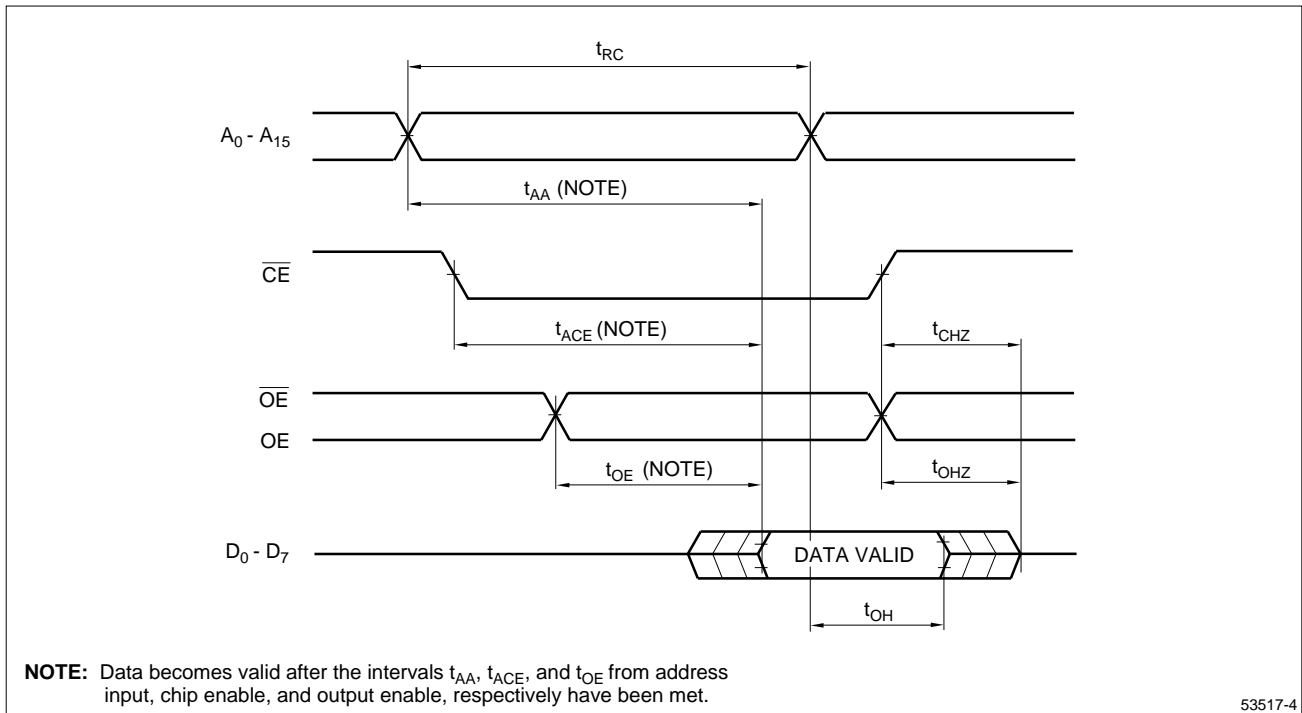 tRC
A0 - A15
tAA (NOTE)
CE
tACE (NOTE)
tCHZ
OE
OE
tOE (NOTE)
tOHZ
D0 - D7
DATA VALID
tOH
NOTE: Data becomes valid after the intervals tAA, tACE, and tOE from address
input, chip enable, and output enable, respectively have been met.
53517-4